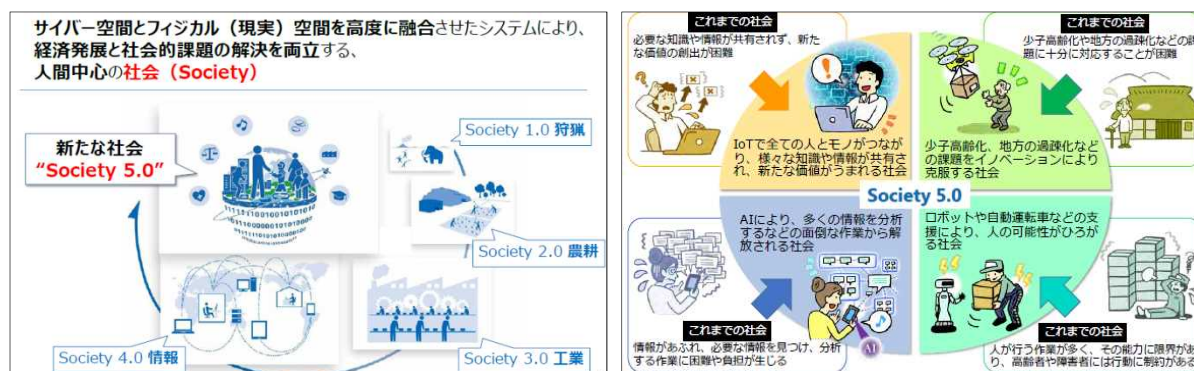 サイバー空間とフィジカル（現実）空間を高度に融合させたシステムにより、
経済発展と社会的課題の解決を両立する、
人間中心の社会（Society）
新たな社会
“Society 5.0”
Society 1.0 狩猟
Society 2.0 農耕
Society 3.0 工業
Society 4.0 情報
これまでの社会
必要な知識や情報が共有されず、新た
な価値の創出が困難
IoTで全ての人とモノがつなが
り、様々な知識や情報が共有さ
れ、新たな価値がうまれる社会
これまでの社会
少子高齢化や地方の過疎化などの
題に十分に対応することが困難
少子高齢化、地方の過疎化など
の課題をイノベーションにより
克服する社会
Society 5.0
AIにより、多くの情報を分析
するなどの面倒な作業から解
放される社会
AI
これまでの社会
情報があふれ、必要な情報を見つけ、分析
する作業に困難や負担が生じる
ロボットや自動運転車などの支
援により、人の可能性がひろが
る社会
これまでの社会
人が行う作業が多く、その能力に限界があ
り、高齢者や障害者には行動に制約がある